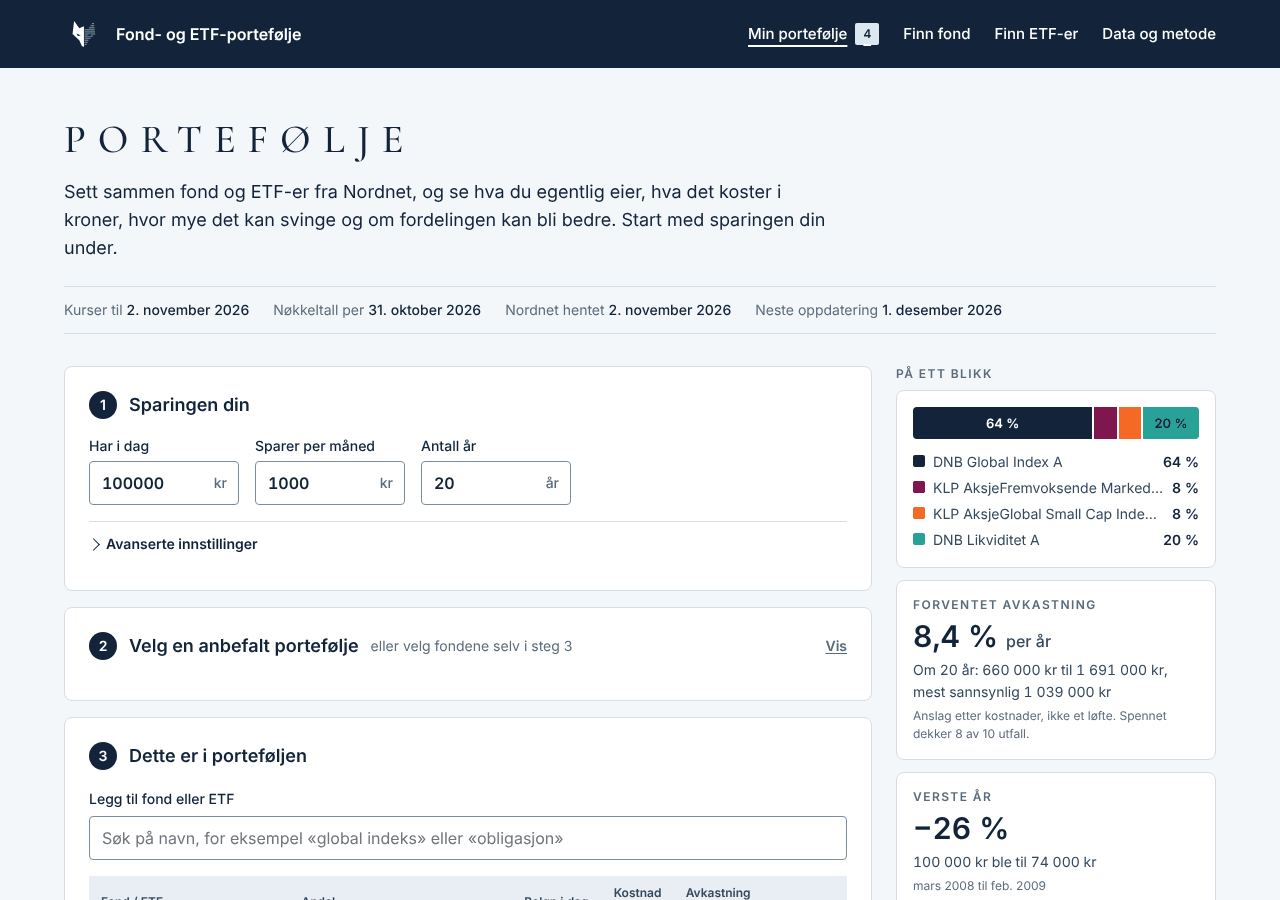 Fond- og ETF-portefølje
Min portefølje 4 Finn fond Finn ETF-er Data og metode
PORTEFØLJE
Sett sammen fond og ETF-er fra Nordnet, og se hva du egentlig eier, hva det koster i
kroner, hvor mye det kan svinge og om fordelingen kan bli bedre. Start med sparingen din
under.
Kurser til 2. november 2026 Nøkkeltall per 31. oktober 2026 Nordnet hentet 2. november 2026 Neste oppdatering 1. desember 2026
1 Sparingen din
Har i dag Sparer per måned Antall år
100000 kr 1000 kr 20 år
Avanserte innstillinger
2 Velg en anbefalt portefølje eller velg fondene selv i steg 3 Vis
3 Dette er i porteføljen
Legg til fond eller ETF
Søk på navn, for eksempel «global indeks» eller «obligasjon»
Kostnad Avkastning
PÅ ETT BLIKK
64 % 20 %
DNB Global Index A 64 %
KLP AksjeFremvoksende Marked... 8 %
KLP AksjeGlobal Small Cap Inde... 8 %
DNB Likviditet A 20 %
FORVENTET AVKASTNING
8,4 % per år
Om 20 år: 660 000 kr til 1 691 000 kr,
mest sannsynlig 1 039 000 kr
Anslag etter kostnader, ikke et løfte. Spennet
dekker 8 av 10 utfall.
VERSTE ÅR
−26 %
100 000 kr ble til 74 000 kr
mars 2008 til feb. 2009